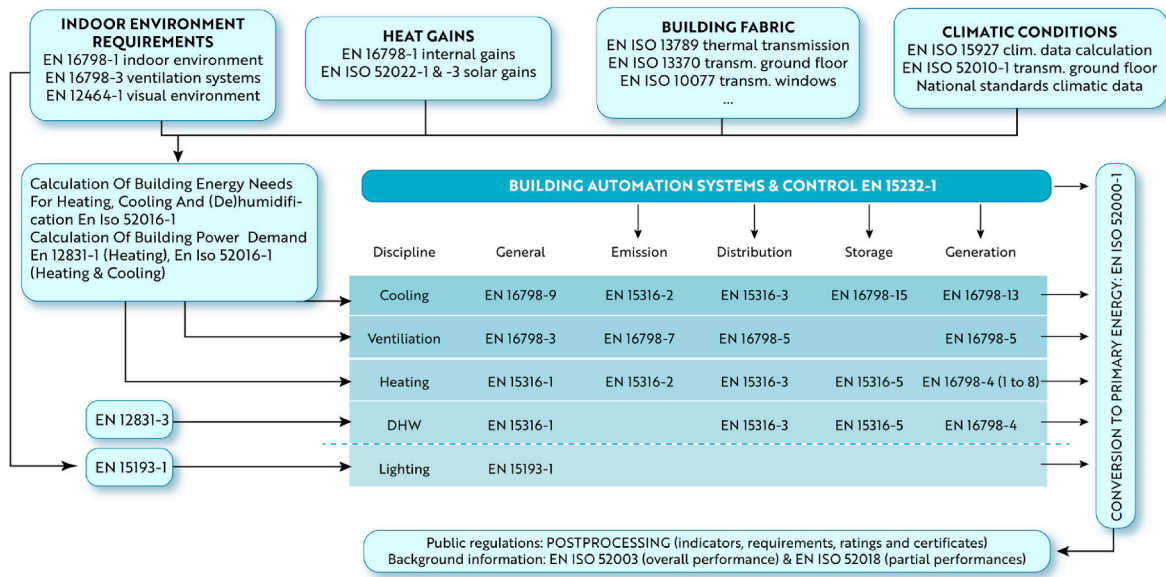 INDOOR ENVIRONMENT
REQUIREMENTS
EN 16798-1 indoor environment
EN 16798-3 ventilation systems
EN 12464-1 visual environment
HEAT GAINS
EN 16798-1 internal gains
EN ISO 52022-1 & -3 solar gains
BUILDING FABRIC
EN ISO 13789 thermal transmission
EN ISO 13370 transm. ground floor
EN ISO 10077 transm. windows
...
CLIMATIC CONDITIONS
EN ISO 15927 clim. data calculation
EN ISO 52010-1 transm. ground floor
National standards climatic data
Calculation Of Building Energy Needs
For Heating, Cooling And (De)humidifi-
cation En Iso 52016-1
Calculation Of Building Power Demand
En 12831-1 (Heating), En Iso 52016-1
(Heating & Cooling)
BUILDING AUTOMATION SYSTEMS & CONTROL EN 15232-1
Discipline General Emission Distribution Storage Generation
Cooling EN 16798-9 EN 15316-2 EN 15316-3 EN 16798-15 EN 16798-13
Ventiliation EN 16798-3 EN 16798-7 EN 16798-5 EN 16798-5
Heating EN 15316-1 EN 15316-2 EN 15316-3 EN 15316-5 EN 16798-4 (1 to 8)
EN 12831-3
DHW EN 15316-1 EN 15316-3 EN 15316-5 EN 16798-4
EN 15193-1
Lighting EN 15193-1
CONVERSION TO PRIMARY ENERGY: EN ISO 52000-1
Public regulations: POSTPROCESSING (indicators, requirements, ratings and certificates)
Background information: EN ISO 52003 (overall performance) & EN ISO 52018 (partial performances)